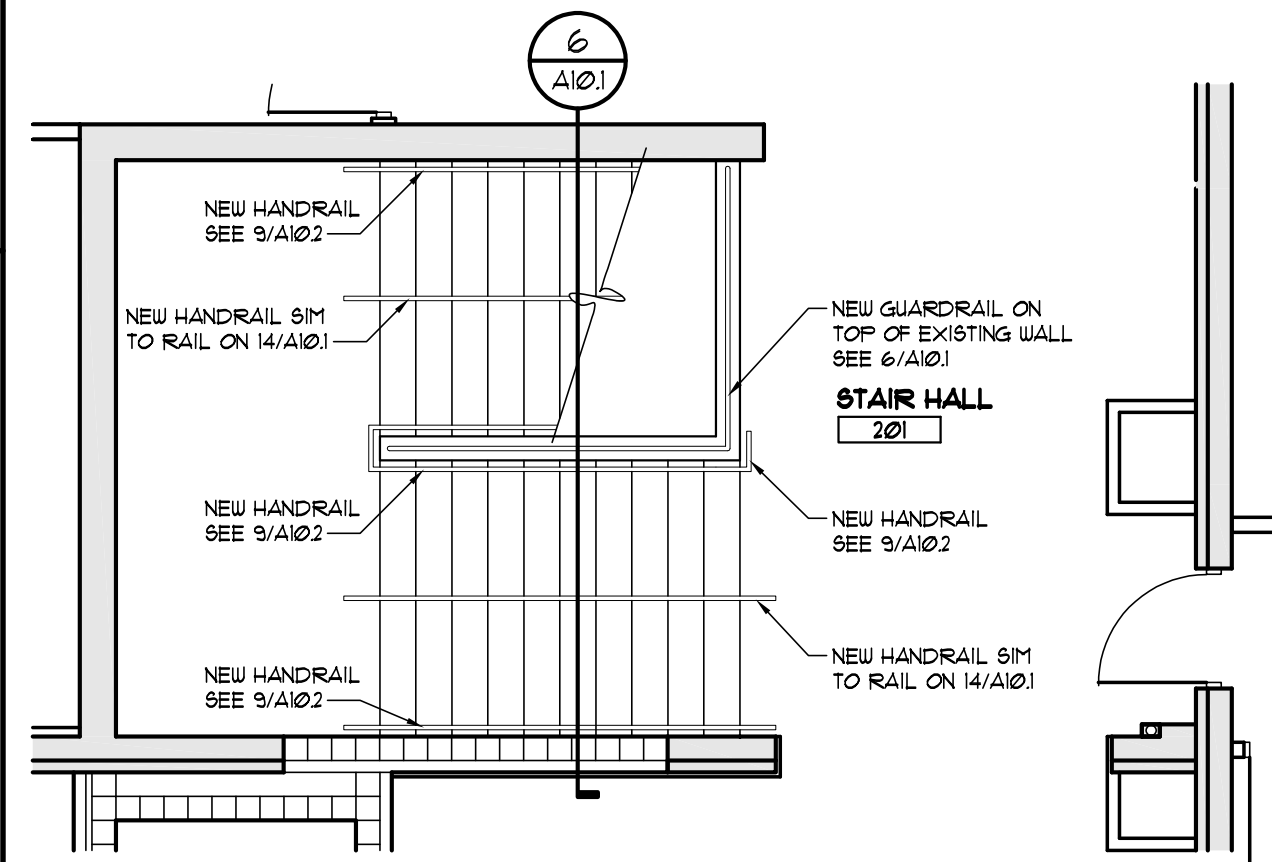 6
A10.1
NEW HANDRAIL
SEE 9/A10.2
NEW HANDRAIL SIM
TO RAIL ON 14/A10.1
NEW GUARDRAIL ON
TOP OF EXISTING WALL
SEE 6/A10.1
STAIR HALL
201
NEW HANDRAIL
SEE 9/A10.2
NEW HANDRAIL
SEE 9/A10.2
NEW HANDRAIL
SEE 9/A10.2
NEW HANDRAIL SIM
TO RAIL ON 14/A10.1